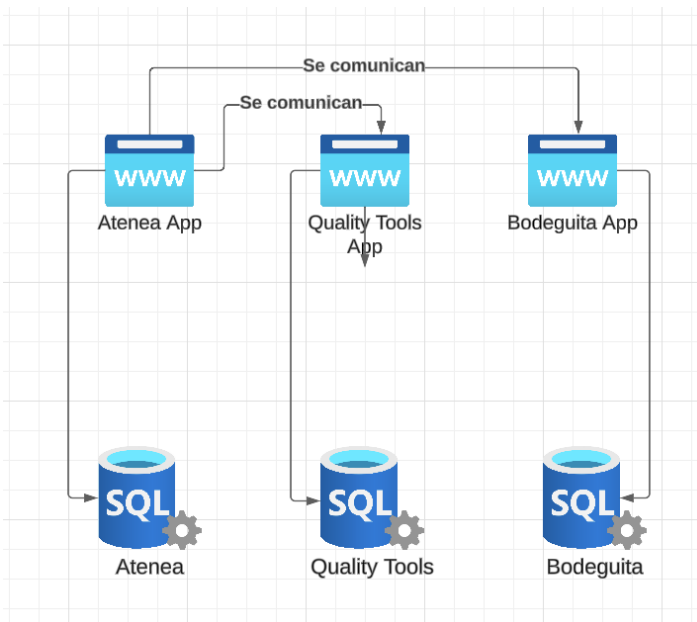 Se comunican
Se comunican
WWW
WWW
WWW
Atenea App
Quality Tools
App
Bodeguita App
SQL
SQL
SQL
Atenea
Quality Tools
Bodeguita